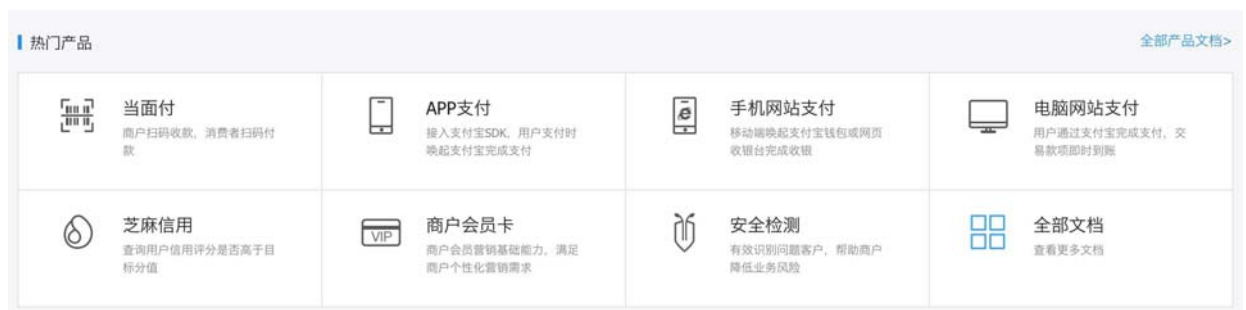 热门产品
全部产品文档>
当面付
商户扫码收款, 消费者扫码付
款
APP支付
接入支付宝SDK, 用户支付时
唤起支付宝完成支付
手机网站支付
移动端唤起支付宝钱包或网页
收银台完成收银
电脑网站支付
用户通过支付宝完成支付, 交
易款项即时到账
芝麻信用
查询用户信用评分是否高于目
标分值
VIP
商户会员卡
商户会员营销基础能力, 满足
商户个性化营销需求
安全检测
有效识别问题客户, 帮助商户
降低业务风险
全部文档
查看更多文档